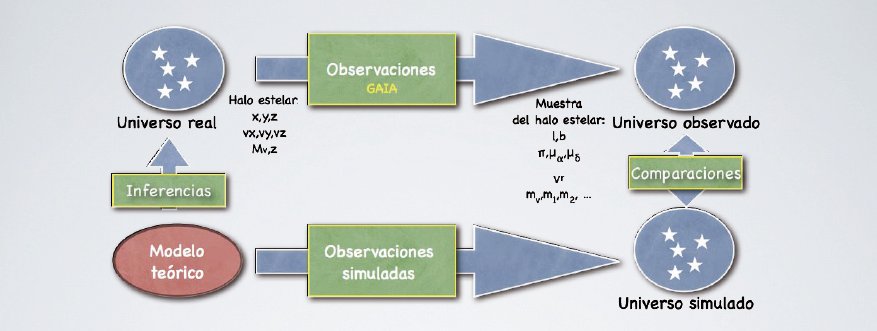 Observaciones
GAIA
Halo estelar:
x,y,z
vx,vy,vz
Mv,z
Universo real
Muestra
del halo estelar:
l,b
π,μα,μδ
vr
mv,m1,m2, ...
Universo observado
Inferencias
Comparaciones
Modelo
teórico
Observaciones
simuladas
Universo simulado